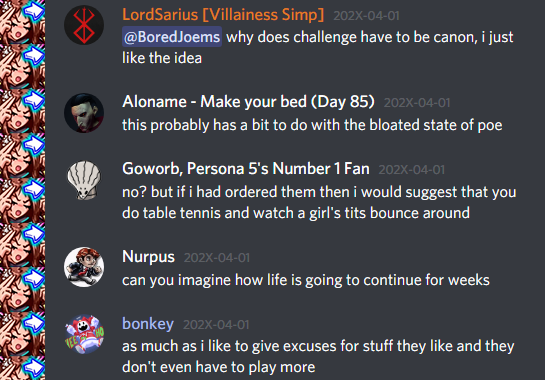 LordSarius [Villainess Simp] 202X-04-01
@BoredJoems why does challenge have to be canon, i just
like the idea
Aloname - Make your bed (Day 85) 202X-04-01
this probably has a bit to do with the bloated state of poe
Goworb, Persona 5's Number 1 Fan 202X-04-01
no? but if i had ordered them then i would suggest that you
do table tennis and watch a girl's tits bounce around
Nurpus 202X-04-01
can you imagine how life is going to continue for weeks
bonkey 202X-04-01
as much as i like to give excuses for stuff they like and they
don't even have to play more